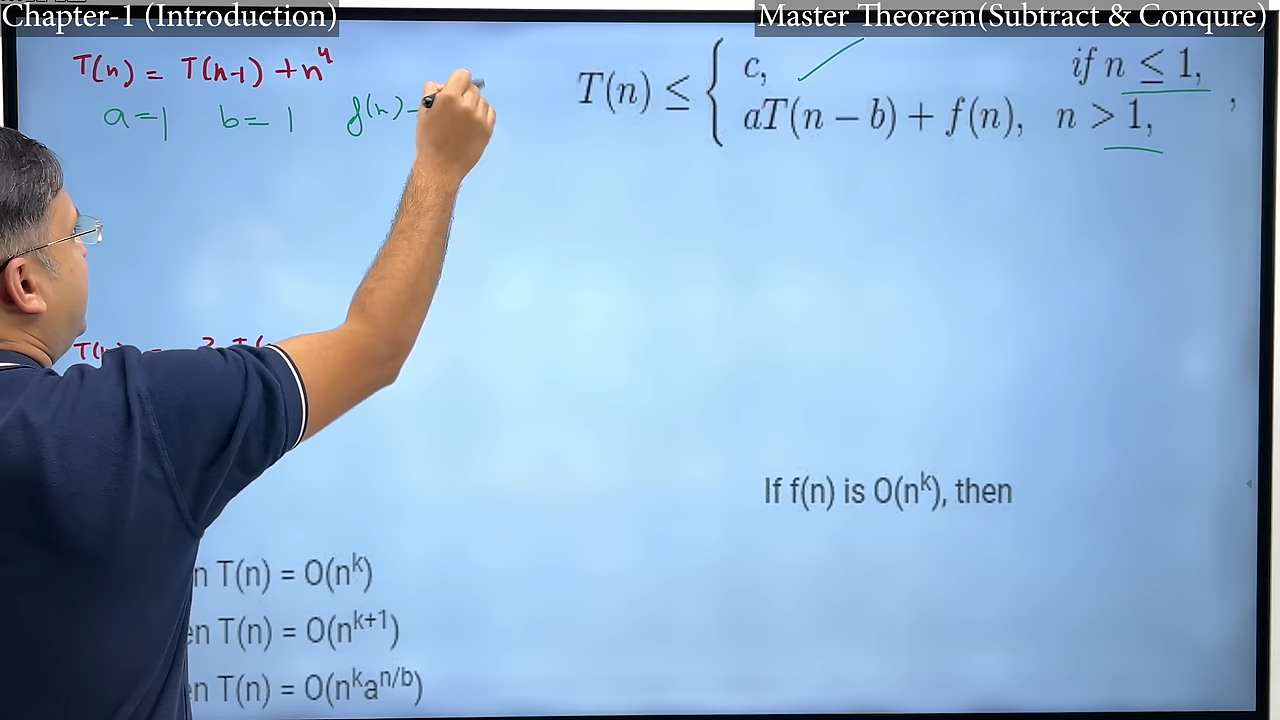 Chapter-1 (Introduction)
Master Theorem(Subtract & Conqure)
T(n) = T(n-1) + n⁴
a=1 b=1 f(n) =
T(n) ≤ { c, if n ≤ 1,
aT(n − b) + f(n), n > 1, ,
If f(n) is O(nᵏ), then
n T(n) = O(nᵏ)
en T(n) = O(nᵏ⁺¹)
en T(n) = O(nᵏaⁿ/ᵇ)